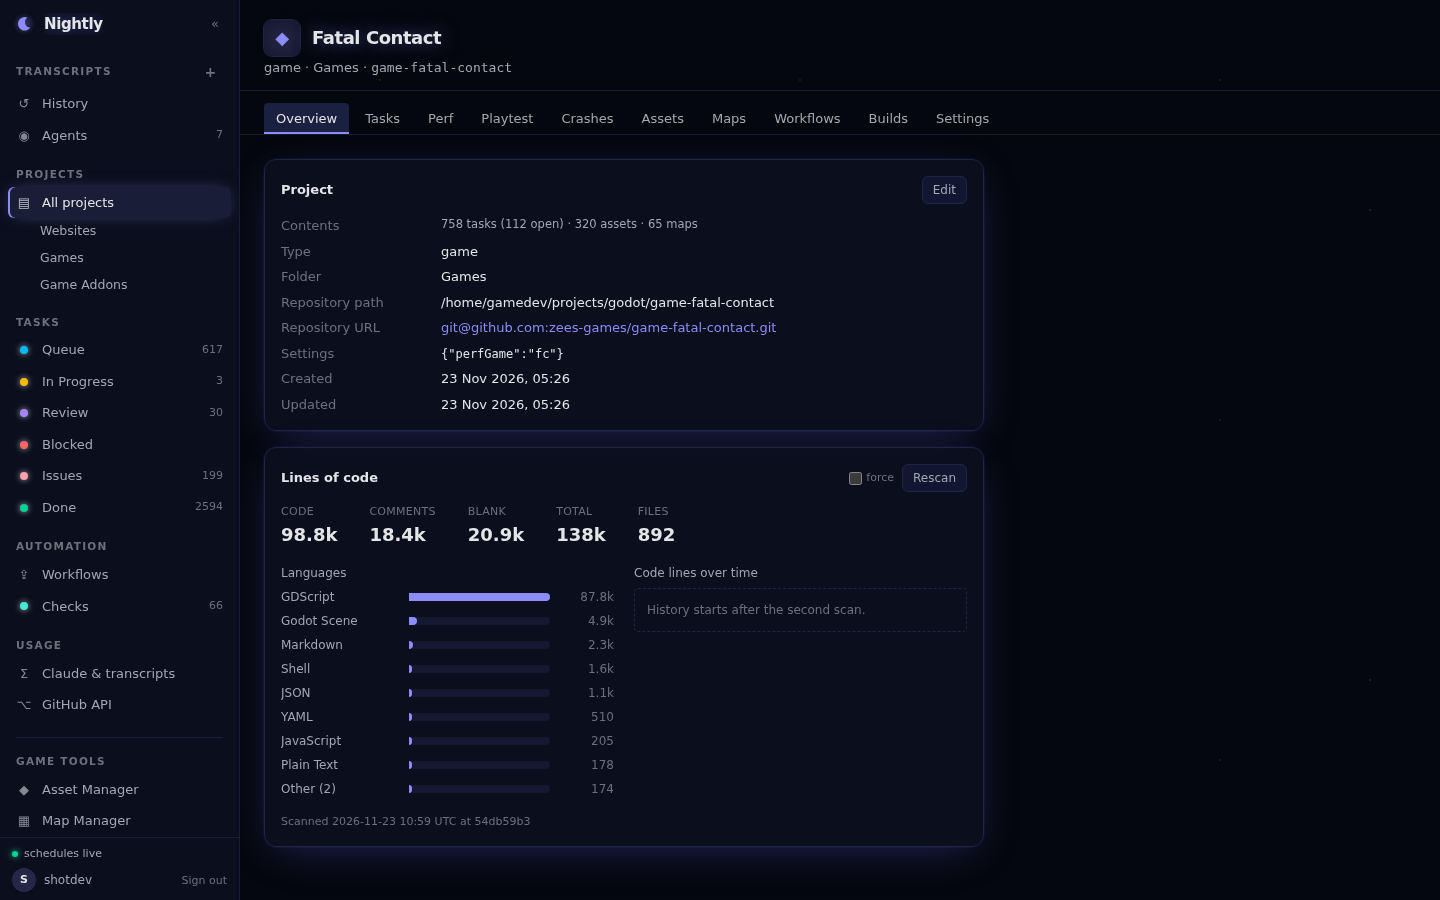 Nightly «
TRANSCRIPTS +
History
Agents 7
PROJECTS
All projects
Websites
Games
Game Addons
TASKS
Queue 617
In Progress 3
Review 30
Blocked
Issues 199
Done 2594
AUTOMATION
Workflows
Checks 66
USAGE
Σ Claude & transcripts
GitHub API
GAME TOOLS
Asset Manager
Map Manager
schedules live
S shotdev Sign out
Fatal Contact
game · Games · game-fatal-contact
Overview Tasks Perf Playtest Crashes Assets Maps Workflows Builds Settings
Project Edit
Contents 758 tasks (112 open) · 320 assets · 65 maps
Type game
Folder Games
Repository path /home/gamedev/projects/godot/game-fatal-contact
Repository URL git@github.com:zees-games/game-fatal-contact.git
Settings {"perfGame":"fc"}
Created 23 Nov 2026, 05:26
Updated 23 Nov 2026, 05:26
Lines of code force Rescan
CODE COMMENTS BLANK TOTAL FILES
98.8k 18.4k 20.9k 138k 892
Languages
GDScript 87.8k
Godot Scene 4.9k
Markdown 2.3k
Shell 1.6k
JSON 1.1k
YAML 510
JavaScript 205
Plain Text 178
Other (2) 174
Code lines over time
History starts after the second scan.
Scanned 2026-11-23 10:59 UTC at 54db59b3